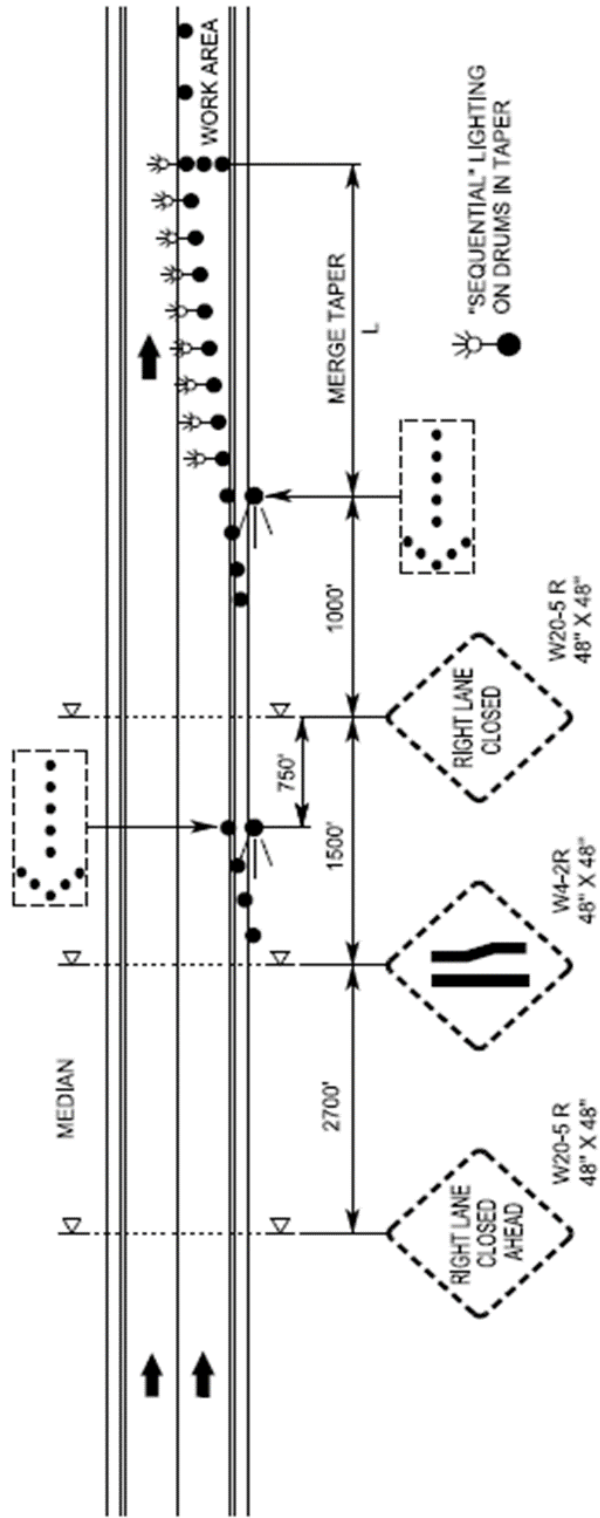 WORK AREA
MERGE TAPER
L
"SEQUENTIAL" LIGHTING
ON DRUMS IN TAPER
1000'
750'
1500'
RIGHT LANE
CLOSED
W20-5 R
48" X 48"
W4-2R
48" X 48"
MEDIAN
2700'
RIGHT LANE
CLOSED
AHEAD
W20-5 R
48" X 48"